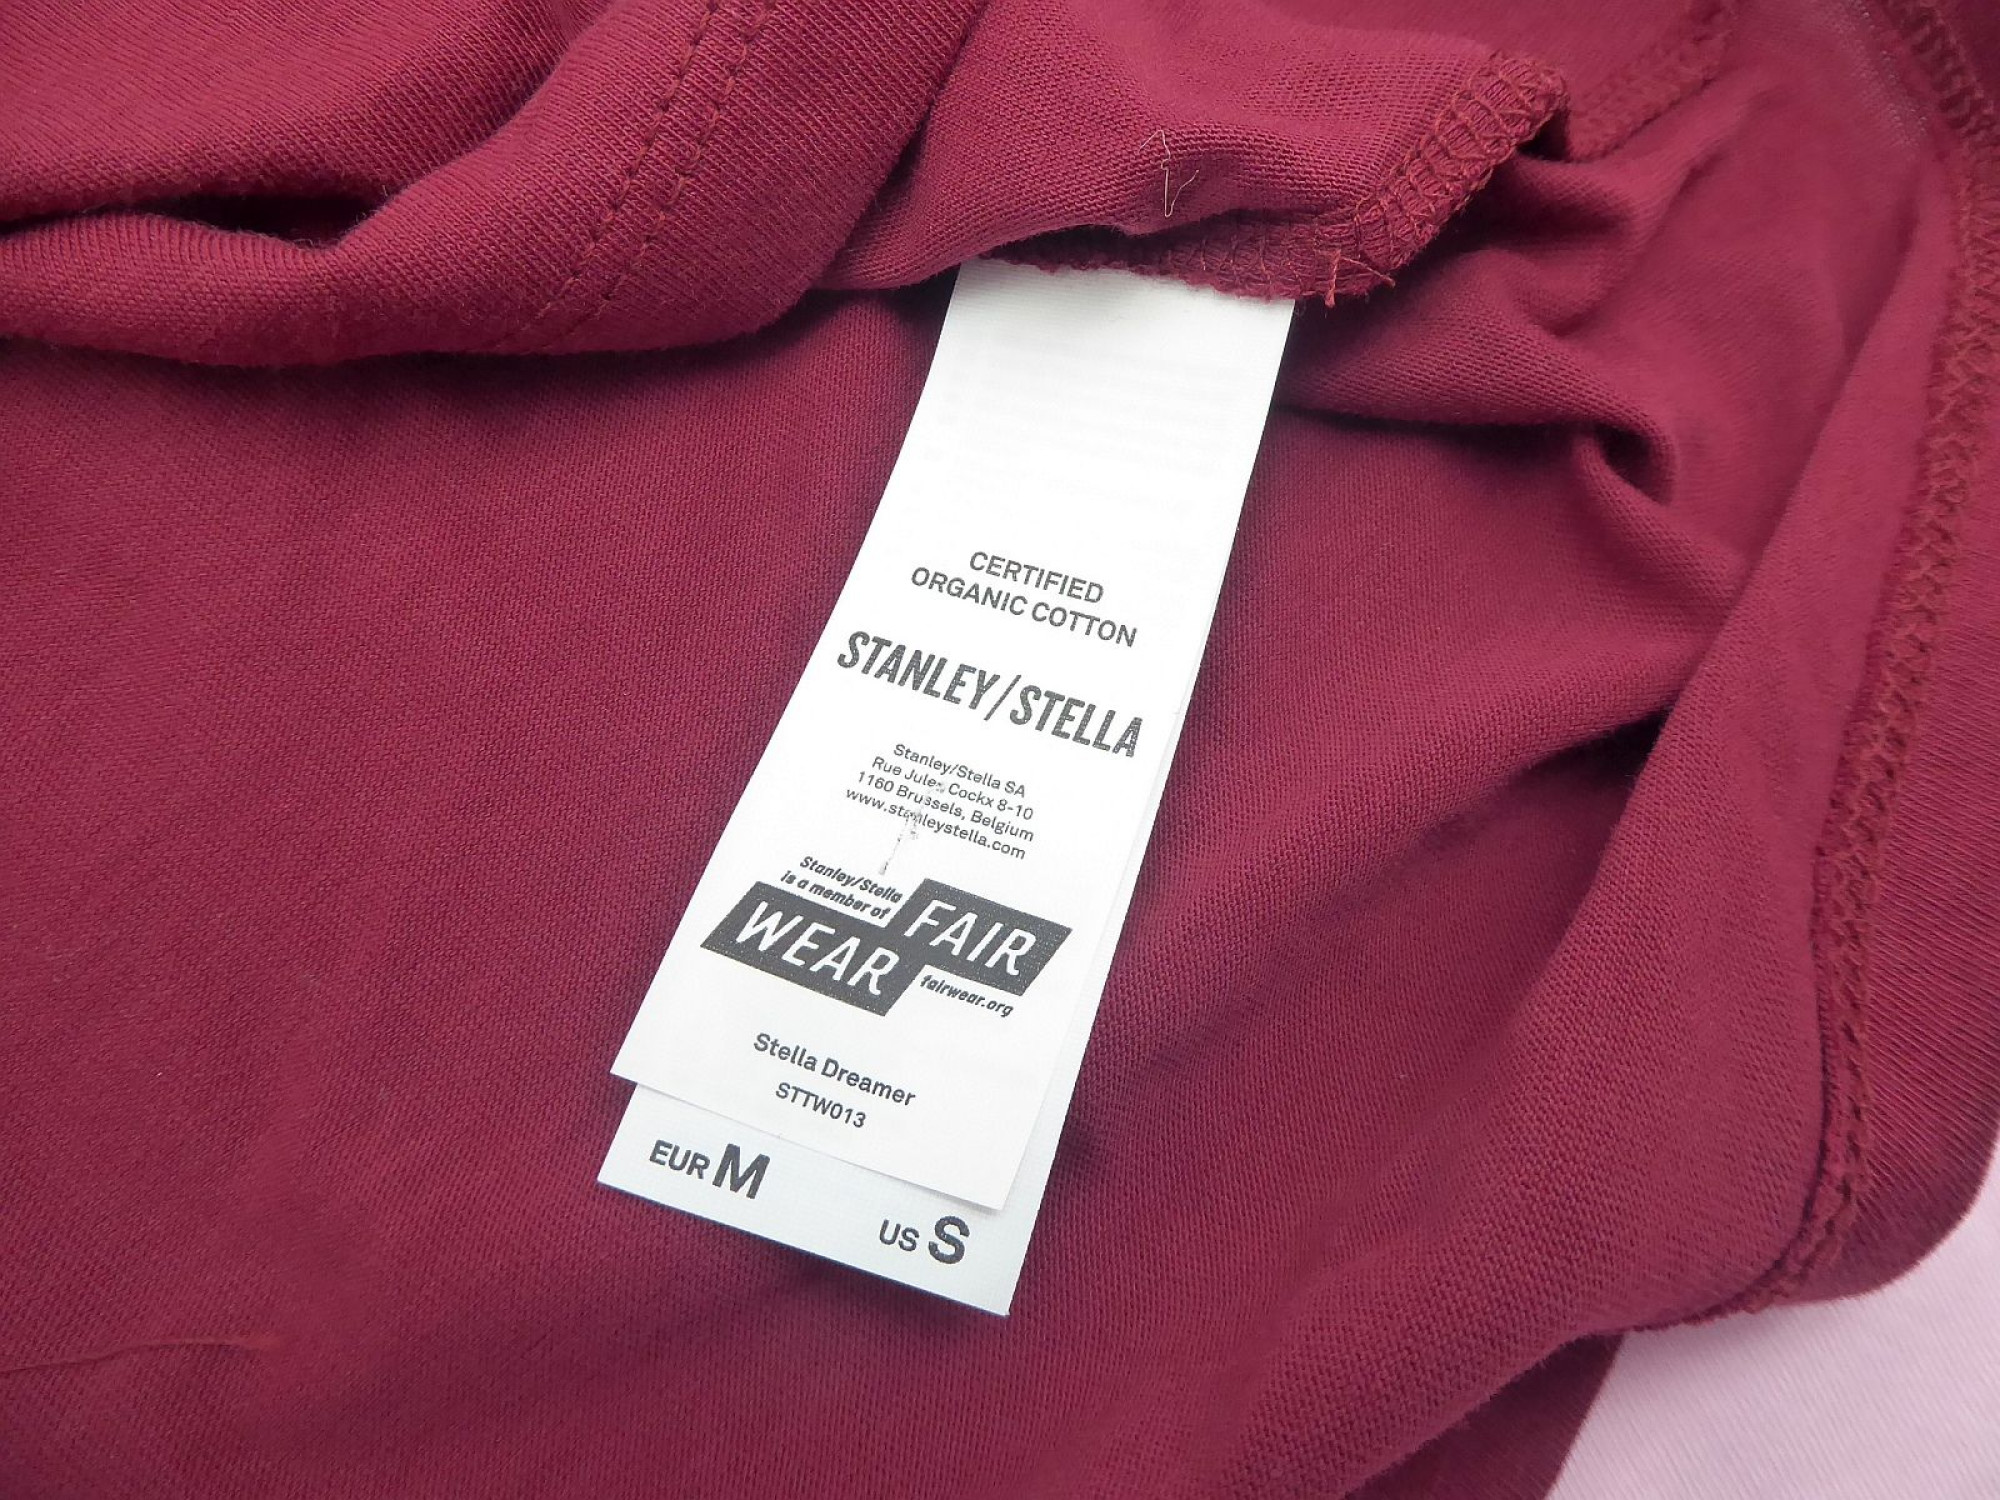 CERTIFIED
ORGANIC COTTON
STANLEY/STELLA
Stanley/Stella SA
Rue Jules Cockx 8-10
1160 Brussels, Belgium
www.stanleystella.com
Stanley/Stella
is a member of
FAIR
WEAR
fairwear.org
Stella Dreamer
STTW013
EUR M
US S